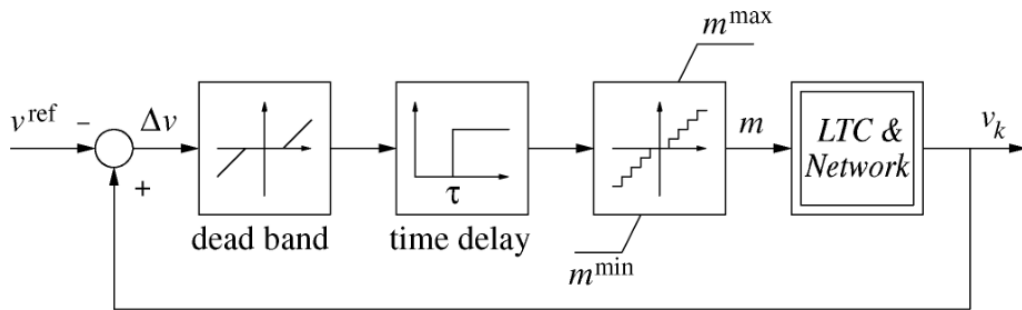 m^max
v^ref
−
Δv
+
dead band
τ
time delay
m^min
m
LTC &
Network
v_k